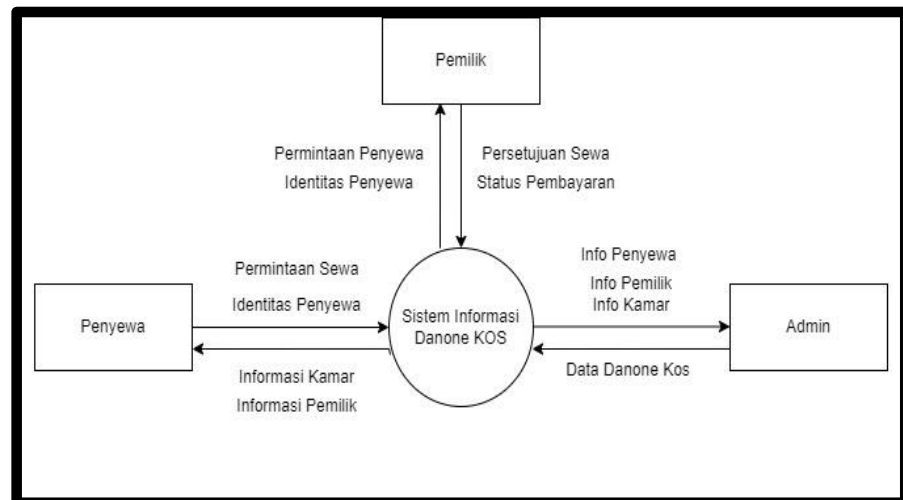 Pemilik
Permintaan Penyewa
Identitas Penyewa
Persetujuan Sewa
Status Pembayaran
Permintaan Sewa
Identitas Penyewa
Penyewa
Informasi Kamar
Informasi Pemilik
Sistem Informasi
Danone KOS
Info Penyewa
Info Pemilik
Info Kamar
Admin
Data Danone Kos